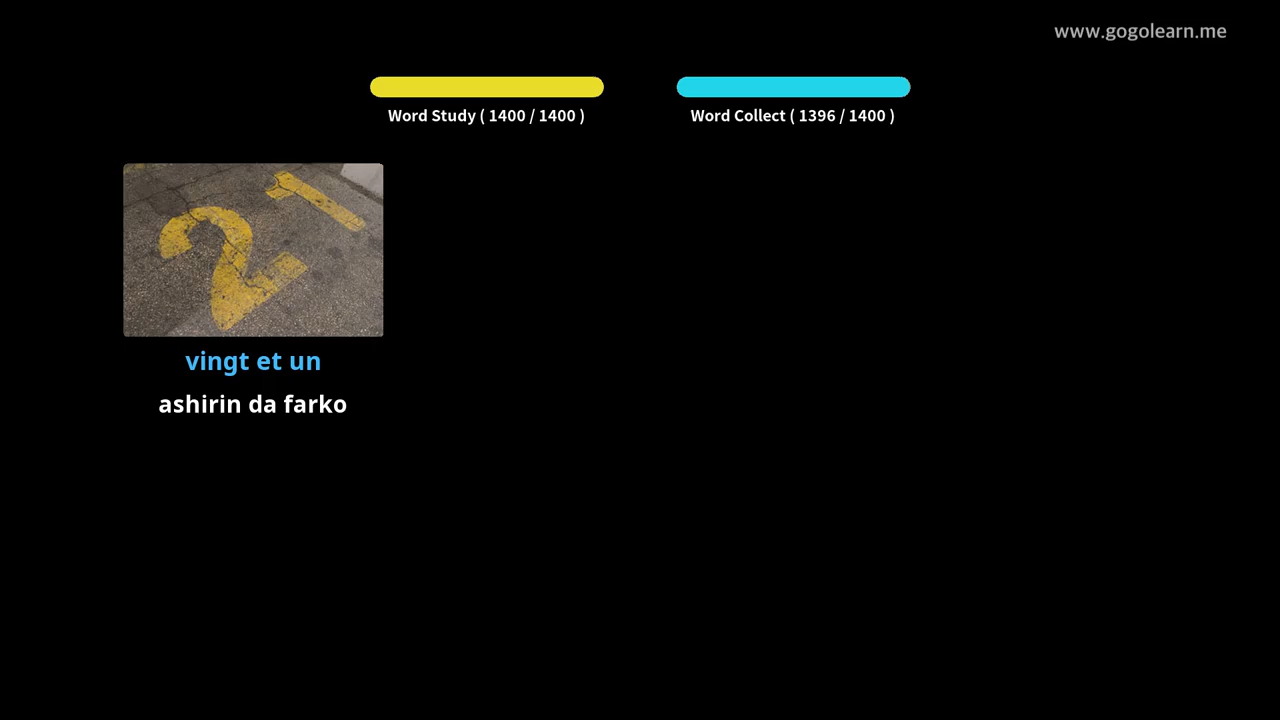 www.gogolearn.me
Word Study ( 1400 / 1400 )
Word Collect ( 1396 / 1400 )
21
vingt et un
ashirin da farko